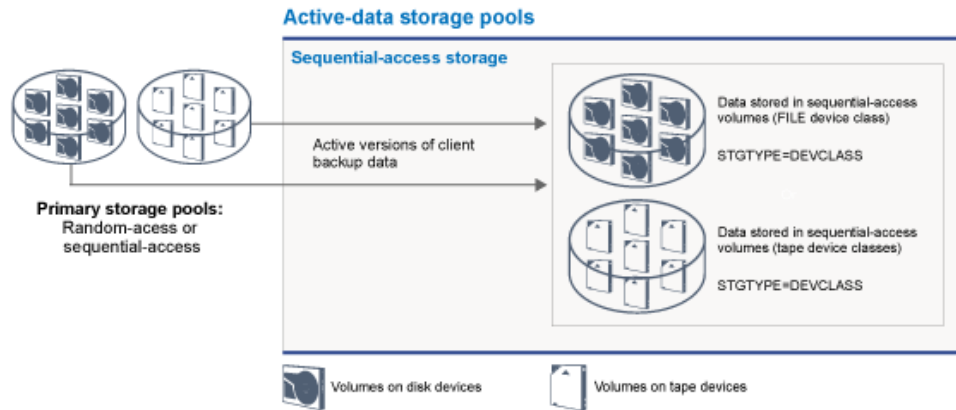 Active-data storage pools
Sequential-access storage
Data stored in sequential-access
volumes (FILE device class)
STGTYPE=DEVCLASS
Active versions of client
backup data
Primary storage pools:
Random-acess or
sequential-access
Data stored in sequential-access
volumes (tape device classes)
STGTYPE=DEVCLASS
Volumes on disk devices
Volumes on tape devices